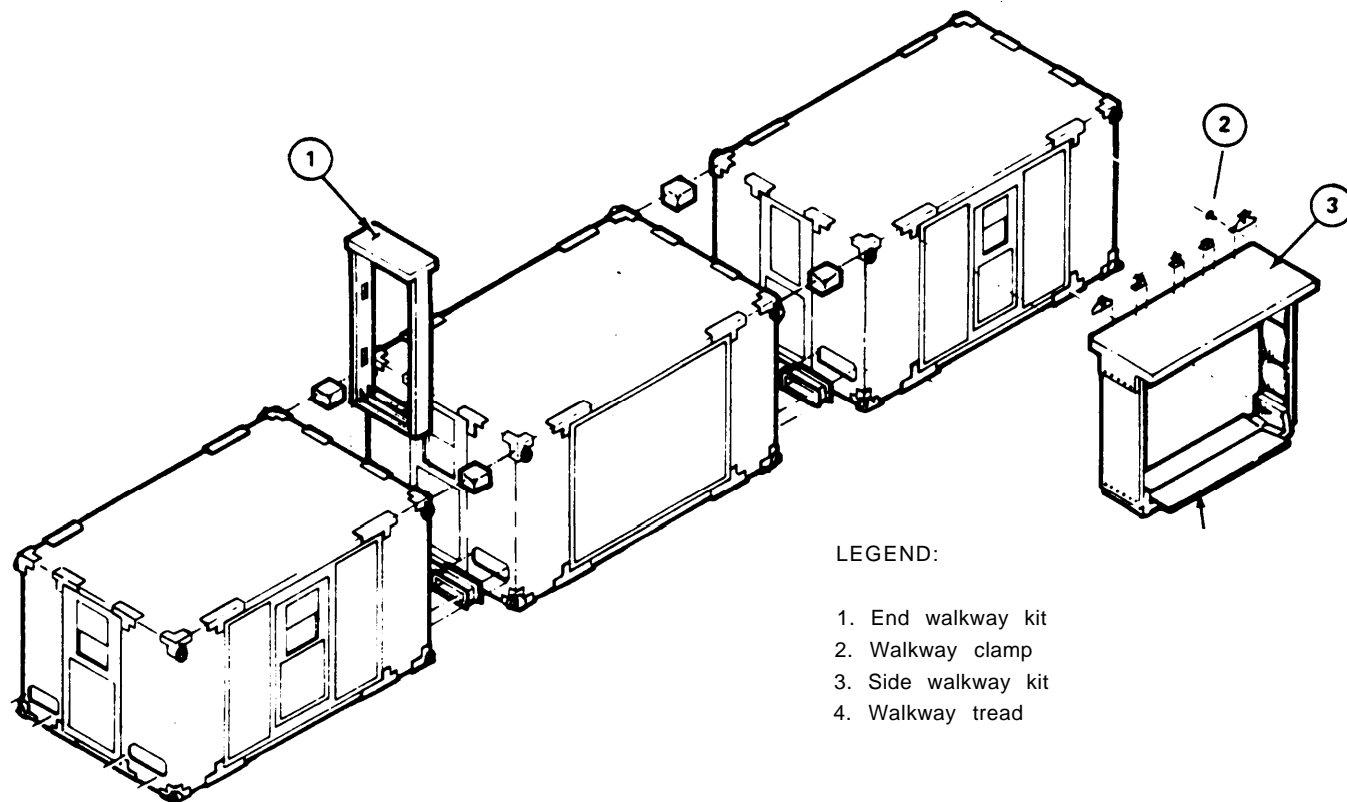 1
2
3
LEGEND:
1. End walkway kit
2. Walkway clamp
3. Side walkway kit
4. Walkway tread